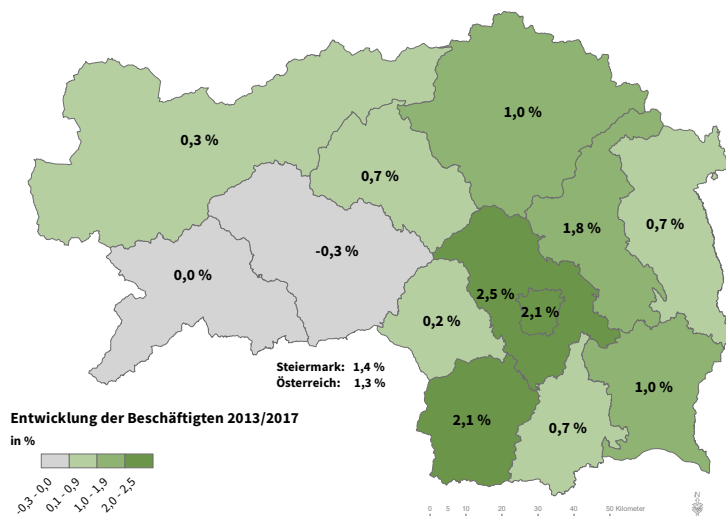 1,0 %
0,3 %
0,7 %
1,8 %
0,7 %
-0,3 %
0,0 %
2,5 %
2,1 %
0,2 %
Steiermark: 1,4 %
Österreich: 1,3 %
1,0 %
2,1 %
0,7 %
Entwicklung der Beschäftigten 2013/2017
in %
-0,3 - 0,0
0,1 - 0,9
1,0 - 1,9
2,0 - 2,5
0 5 10 20 30 40 50 Kilometer
N